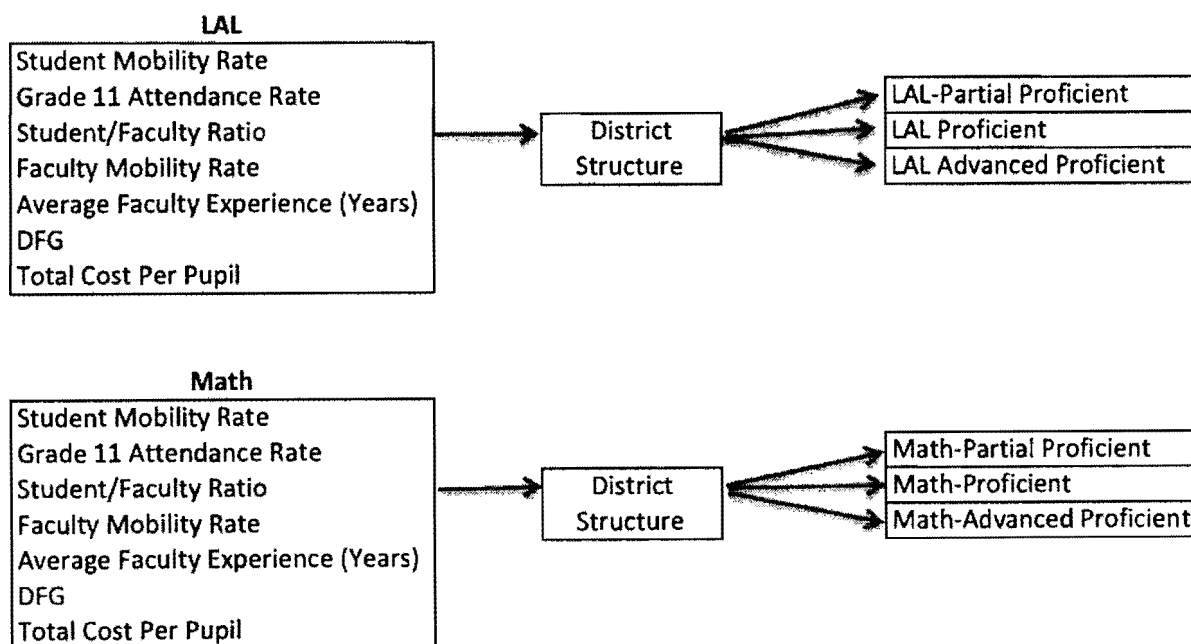 LAL
Student Mobility Rate
Grade 11 Attendance Rate
Student/Faculty Ratio
Faculty Mobility Rate
Average Faculty Experience (Years)
DFG
Total Cost Per Pupil
District
Structure
LAL-Partial Proficient
LAL Proficient
LAL Advanced Proficient
Math
Student Mobility Rate
Grade 11 Attendance Rate
Student/Faculty Ratio
Faculty Mobility Rate
Average Faculty Experience (Years)
DFG
Total Cost Per Pupil
District
Structure
Math-Partial Proficient
Math-Proficient
Math-Advanced Proficient